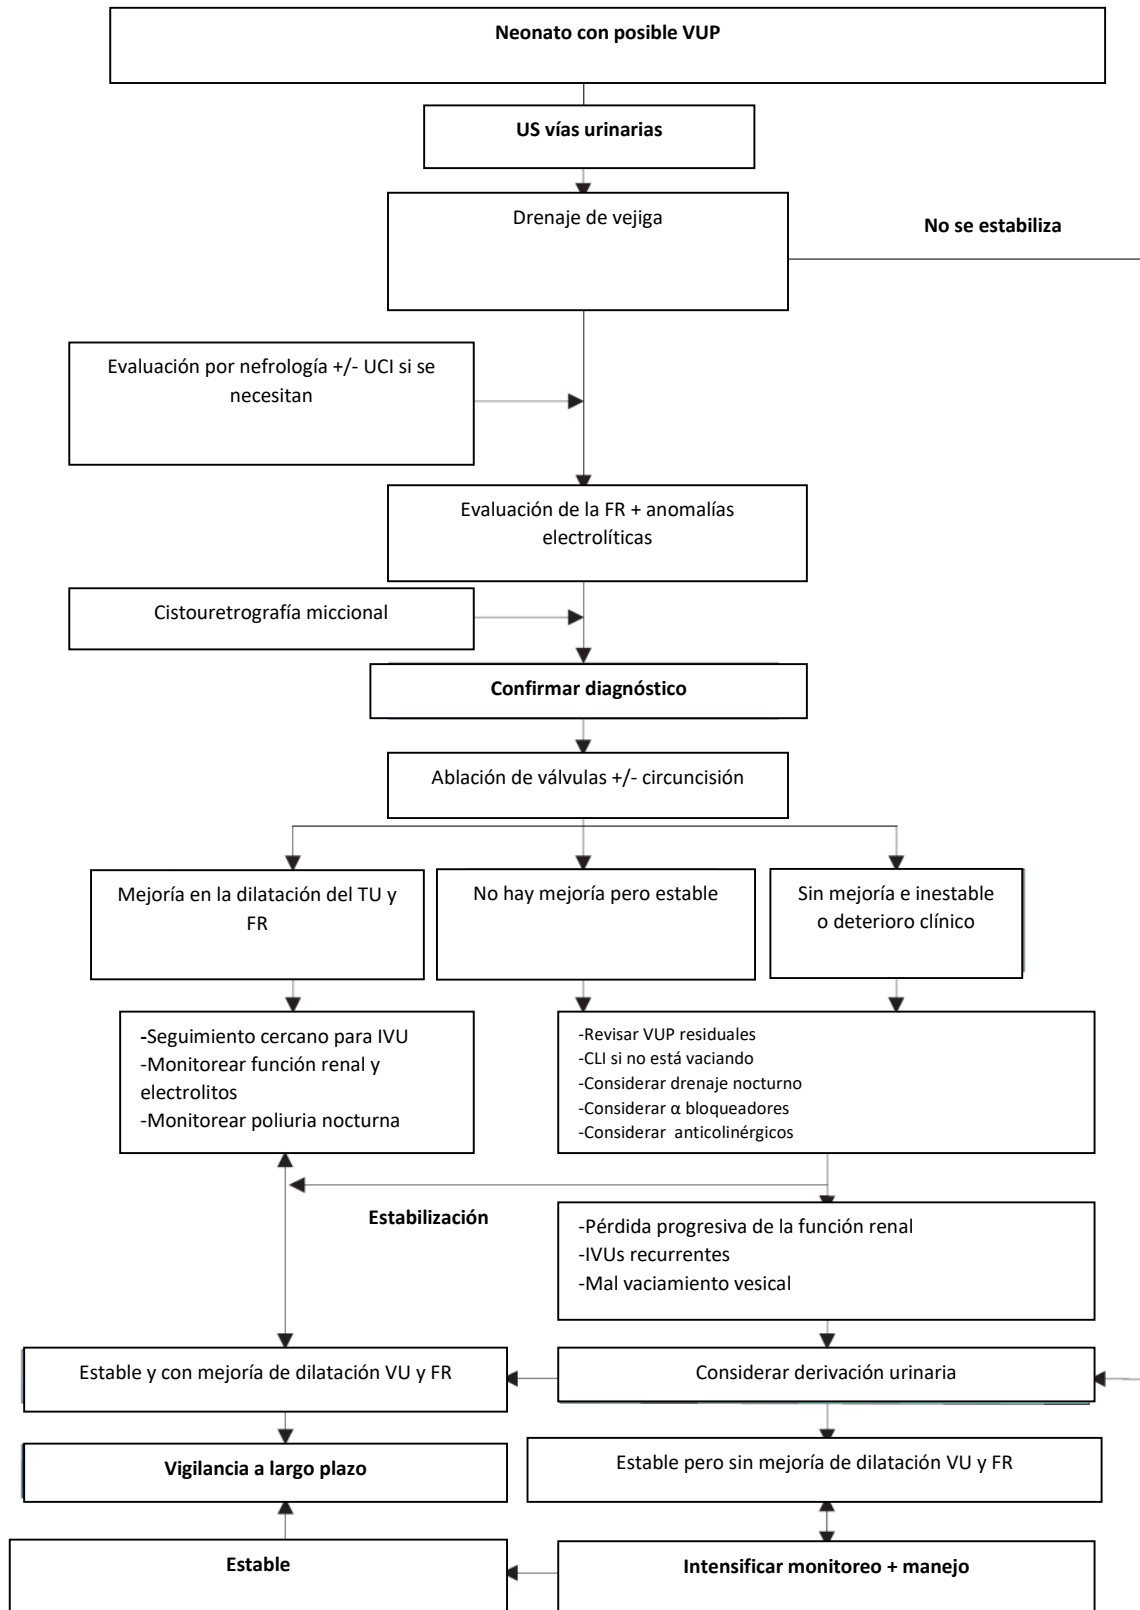 Neonato con posible VUP
US vías urinarias
Drenaje de vejiga
No se estabiliza
Evaluación por nefrología +/- UCI si se
necesitan
Evaluación de la FR + anomalías
electrolíticas
Cistouretrografía miccional
Confirmar diagnóstico
Ablación de válvulas +/- circuncisión
Mejoría en la dilatación del TU y
FR
No hay mejoría pero estable
Sin mejoría e inestable
o deterioro clínico
-Seguimiento cercano para IVU
-Monitorear función renal y
electrolitos
-Monitorear poliuria nocturna
-Revisar VUP residuales
-CLI si no está vaciando
-Considerar drenaje nocturno
-Considerar α bloqueadores
-Considerar anticolinérgicos
Estabilización
-Pérdida progresiva de la función renal
-IVUs recurrentes
-Mal vaciamiento vesical
Estable y con mejoría de dilatación VU y FR
Considerar derivación urinaria
Vigilancia a largo plazo
Estable pero sin mejoría de dilatación VU y FR
Estable
Intensificar monitoreo + manejo